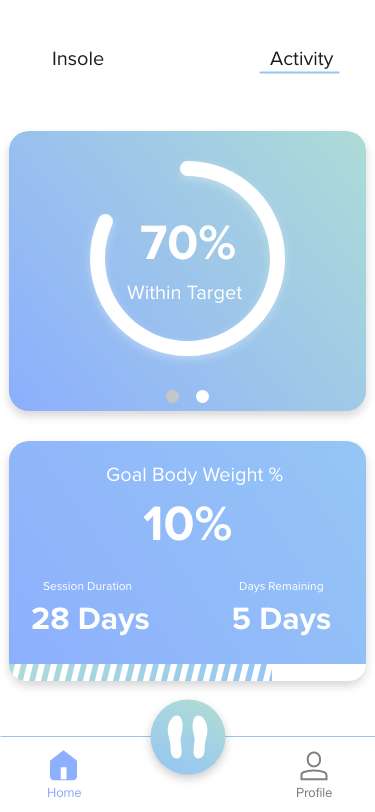 Insole
Activity
70%
Within Target
Goal Body Weight %
10%
Session Duration
Days Remaining
28 Days
5 Days
Home
Profile